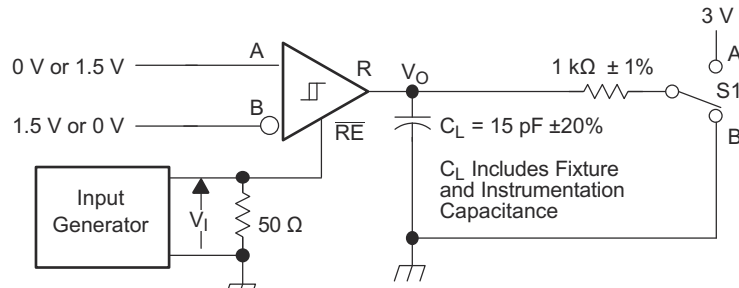 3 V
A
S1
B
0 V or 1.5 V
A
R
V_O
1 kΩ ± 1%
1.5 V or 0 V
B
R̅E̅
C_L = 15 pF ±20%
C_L Includes Fixture
and Instrumentation
Capacitance
Input
Generator
V_I
50 Ω